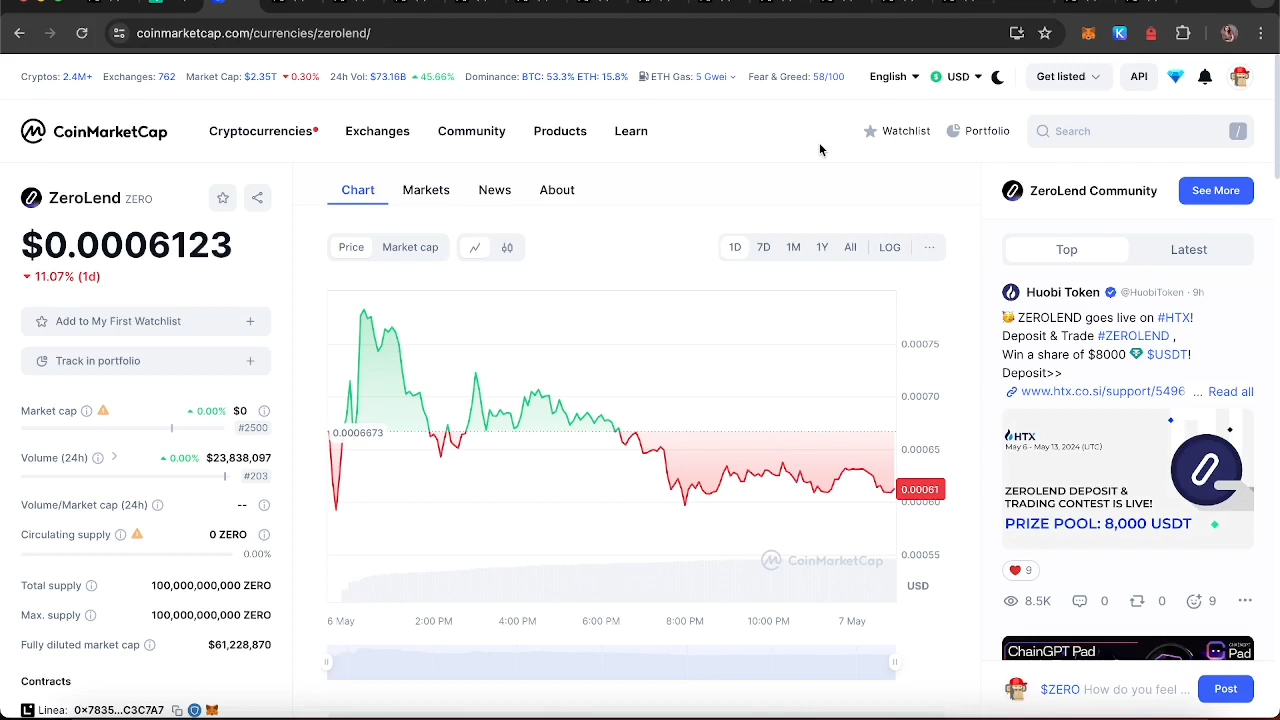 coinmarketcap.com/currencies/zerolend/
Cryptos: 2.4M+ Exchanges: 762 Market Cap: $2.35T 0.30% 24h Vol: $73.16B 45.66% Dominance: BTC: 53.3% ETH: 15.8% ETH Gas: 5 Gwei Fear & Greed: 58/100 English USD Get listed API
CoinMarketCap Cryptocurrencies Exchanges Community Products Learn Watchlist Portfolio Search /
ZeroLend ZERO
$0.0006123
11.07% (1d)
Add to My First Watchlist +
Track in portfolio +
Market cap 0.00% $0
#2500
Volume (24h) 0.00% $23,838,097
#203
Volume/Market cap (24h) --
Circulating supply 0 ZERO
0.00%
Total supply 100,000,000,000 ZERO
Max. supply 100,000,000,000 ZERO
Fully diluted market cap $61,228,870
Contracts
Linea: 0x7835...C3C7A7
Chart Markets News About
Price Market cap 1D 7D 1M 1Y All LOG ...
0.00075
0.00070
0.0006673
0.00065
0.00061
0.00060
0.00055
CoinMarketCap
USD
6 May 2:00 PM 4:00 PM 6:00 PM 8:00 PM 10:00 PM 7 May
ZeroLend Community See More
Top Latest
Huobi Token @HuobiToken · 9h
ZEROLEND goes live on #HTX!
Deposit & Trade #ZEROLEND ,
Win a share of $8000 $USDT!
Deposit>>
www.htx.co.si/support/5496 ... Read all
HTX
May 6 - May 13, 2024 (UTC)
ZEROLEND DEPOSIT &
TRADING CONTEST IS LIVE!
PRIZE POOL: 8,000 USDT
9
8.5K 0 0 9 ...
ChainGPT Pad ChainGPT Pad
$ZERO How do you feel ... Post